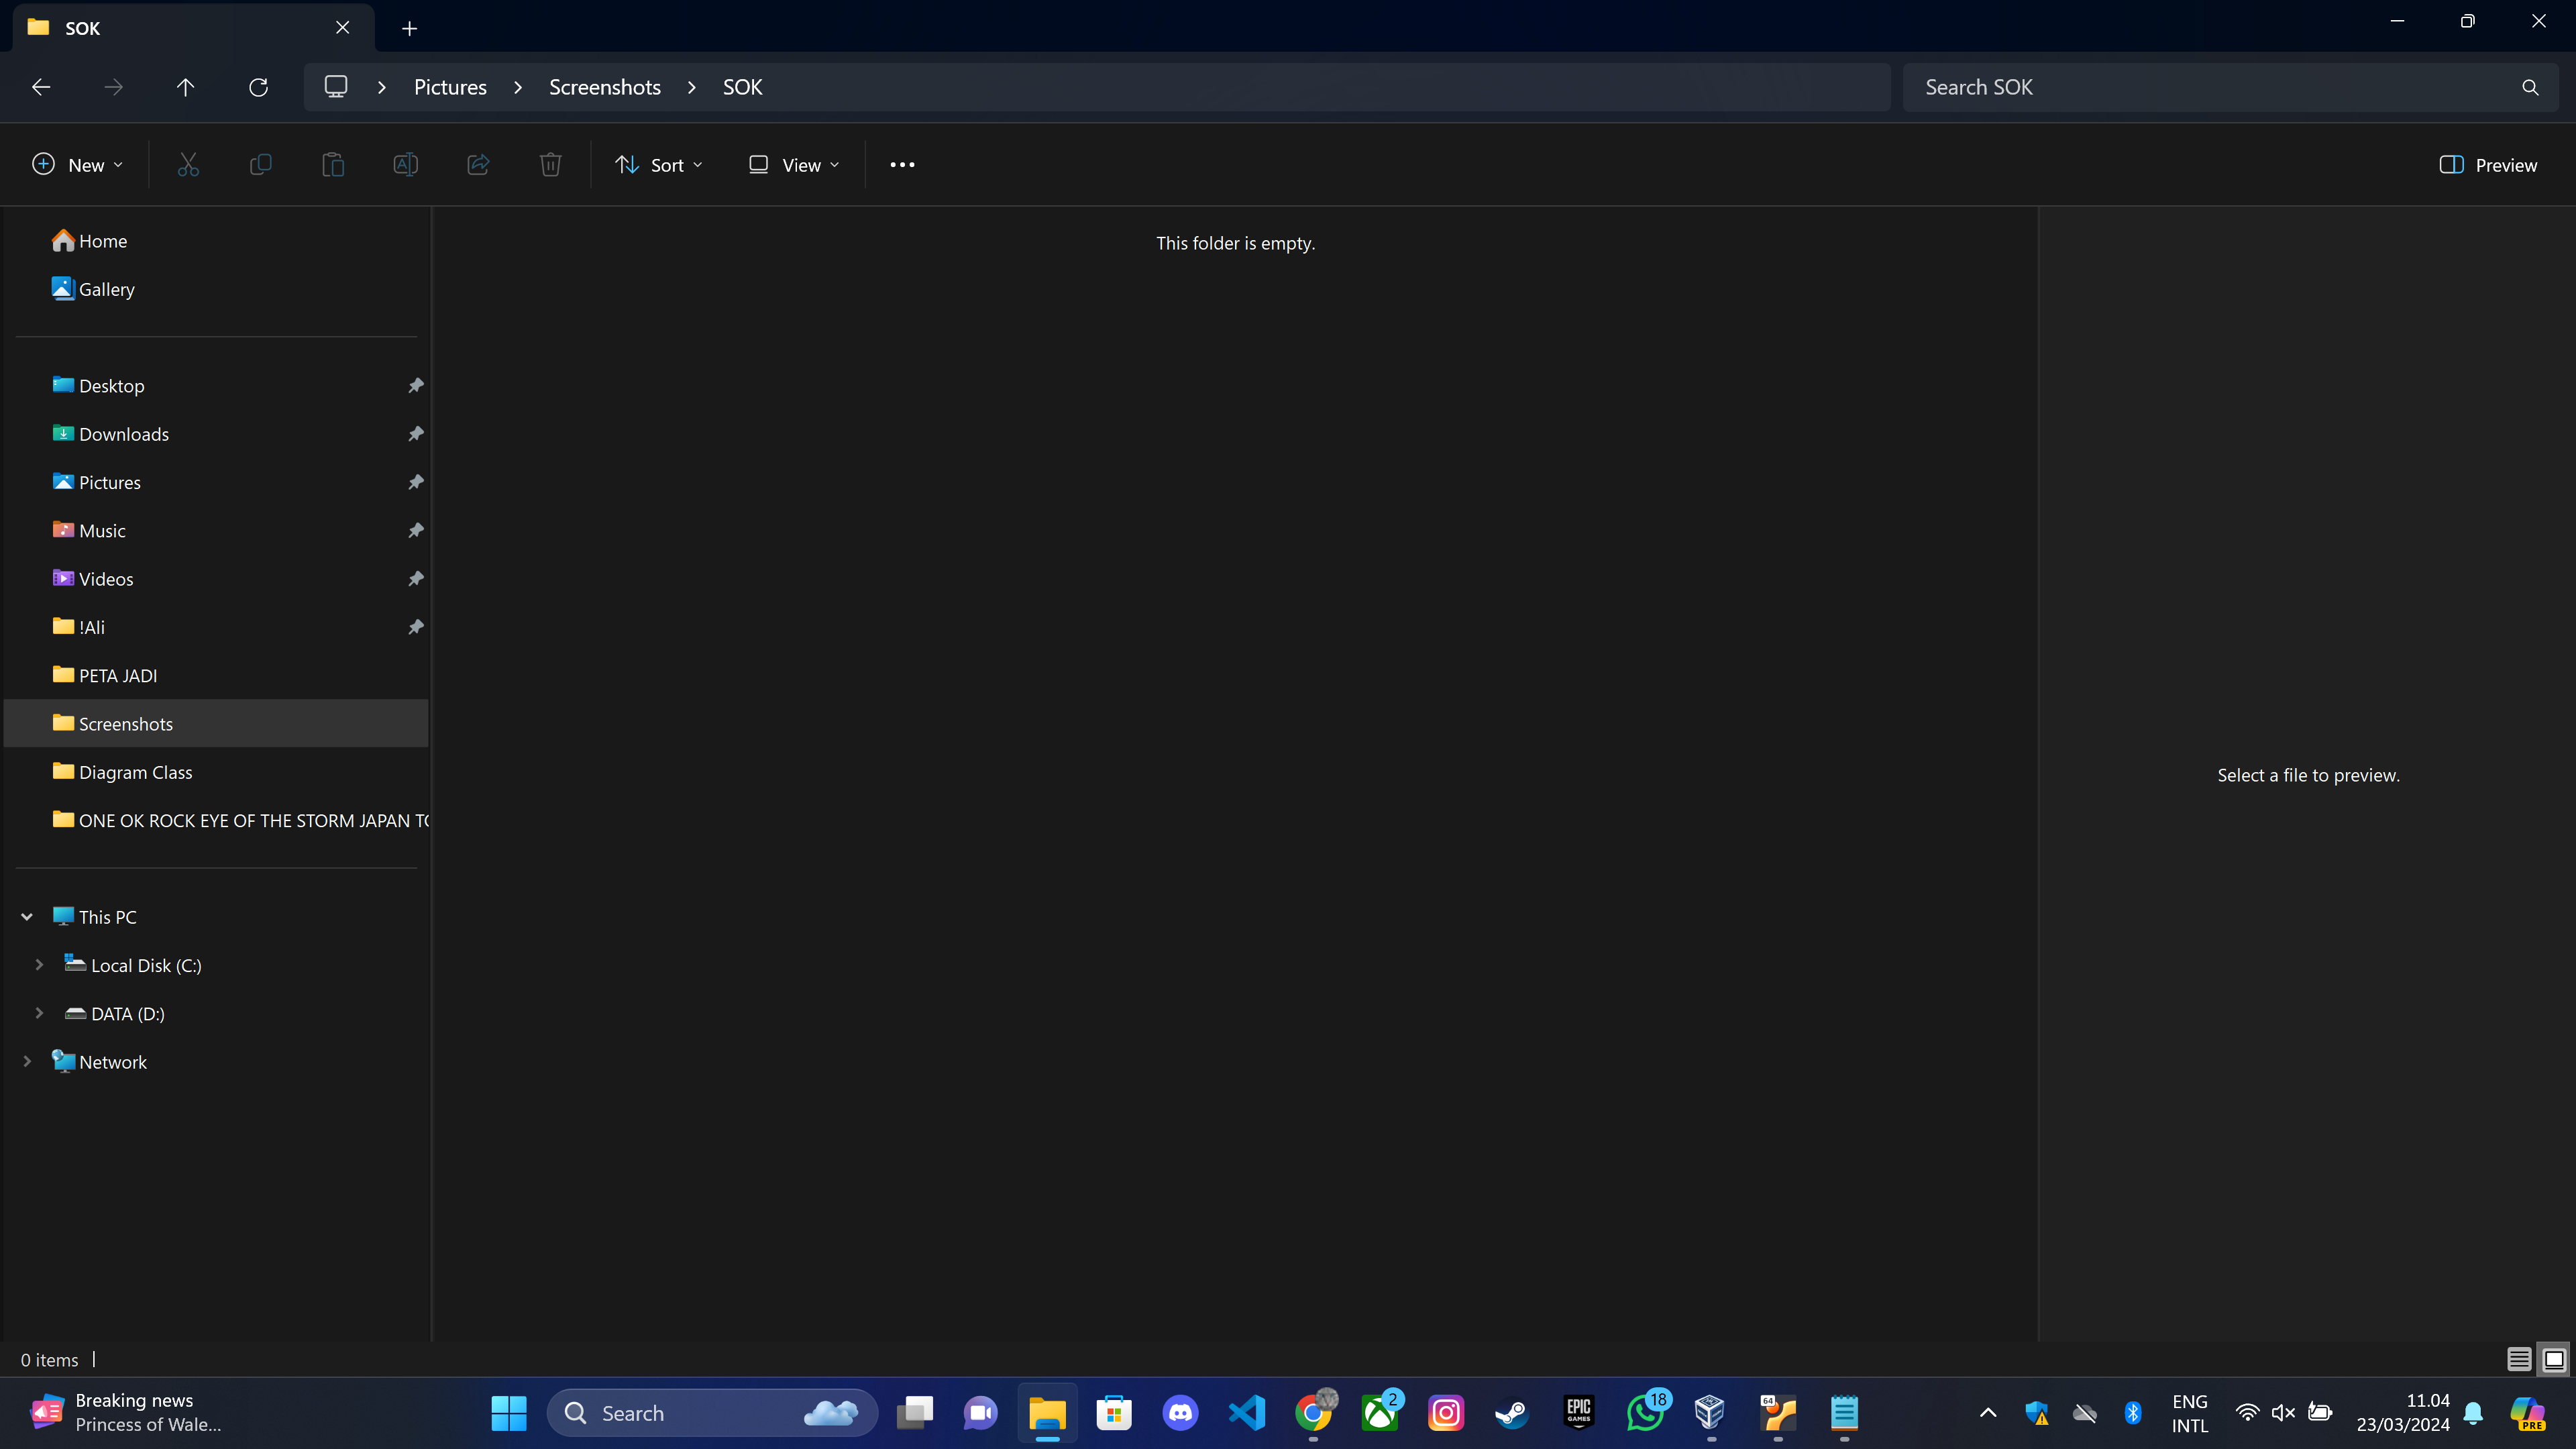 SOK
Pictures
Screenshots
SOK
Search SOK
New
Sort
View
Preview
Home
Gallery
Desktop
Downloads
Pictures
Music
Videos
!Ali
PETA JADI
Screenshots
Diagram Class
ONE OK ROCK EYE OF THE STORM JAPAN
This PC
Local Disk (C:)
DATA (D:)
Network
This folder is empty.
Select a file to preview.
0 items
Breaking news
Princess of Wale...
Search
2
EPIC
GAMES
18
64
ENG
INTL
11.04
23/03/2024
PRE